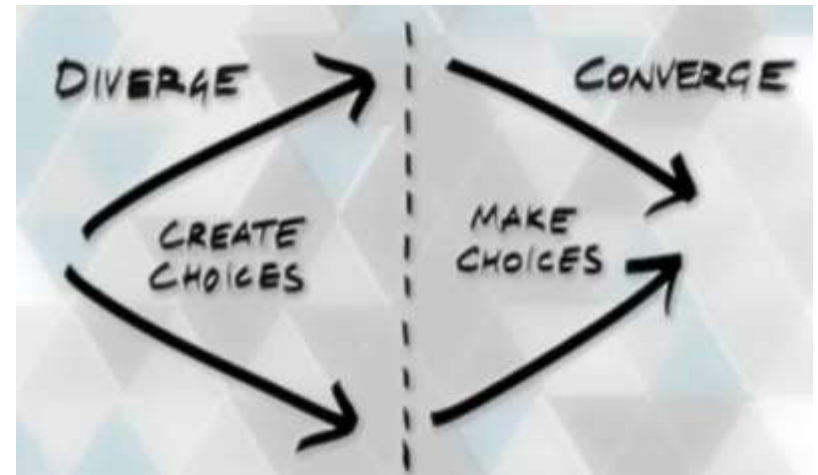 DIVERGE
CREATE
CHOICES
CONVERGE
MAKE
CHOICES